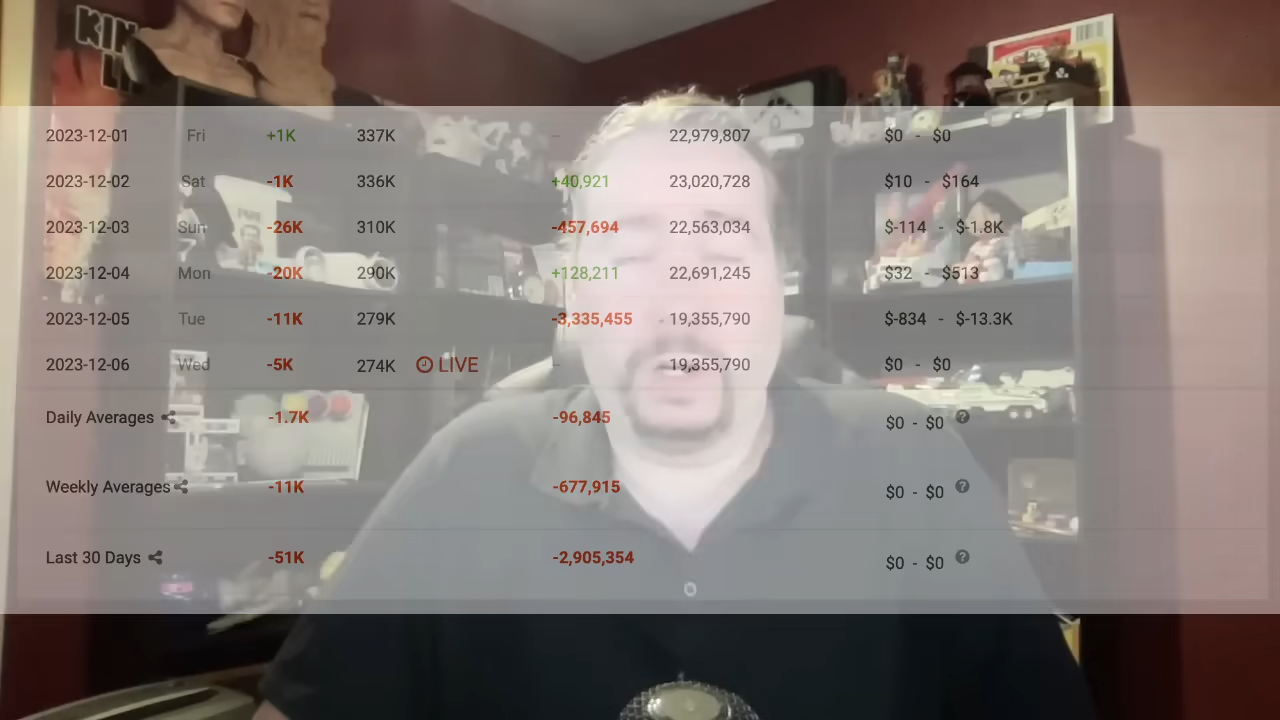 KIN
2023-12-01 Fri +1K 337K -- 22,979,807 $0 - $0
2023-12-02 Sat -1K 336K +40,921 23,020,728 $10 - $164
2023-12-03 Sun -26K 310K -457,694 22,563,034 $-114 - $-1.8K
2023-12-04 Mon -20K 290K +128,211 22,691,245 $32 - $513
2023-12-05 Tue -11K 279K -3,335,455 19,355,790 $-834 - $-13.3K
2023-12-06 Wed -5K 274K LIVE -- 19,355,790 $0 - $0
Daily Averages -1.7K -96,845 $0 - $0 ?
Weekly Averages -11K -677,915 $0 - $0 ?
Last 30 Days -51K -2,905,354 $0 - $0 ?